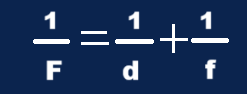 1/F = 1/d + 1/f